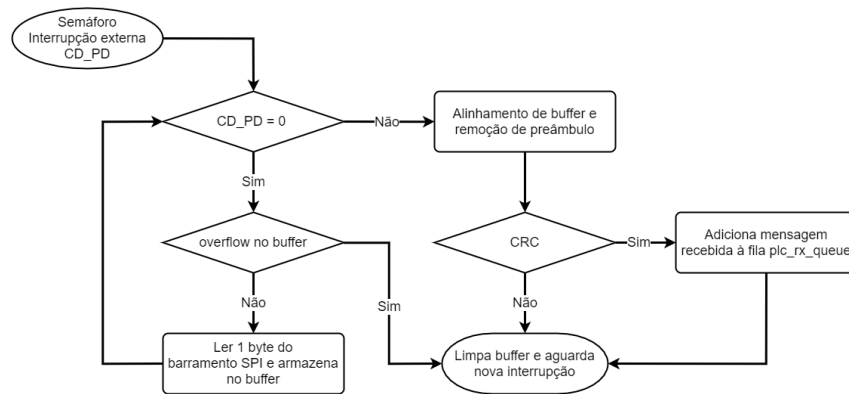 Semáforo
Interrupção externa
CD_PD
CD_PD = 0
Não
Alinhamento de buffer e
remoção de preâmbulo
Sim
overflow no buffer
CRC
Sim
Adiciona mensagem
recebida à fila plc_rx_queue
Não
Sim
Não
Ler 1 byte do
barramento SPI e armazena
no buffer
Limpa buffer e aguarda
nova interrupção